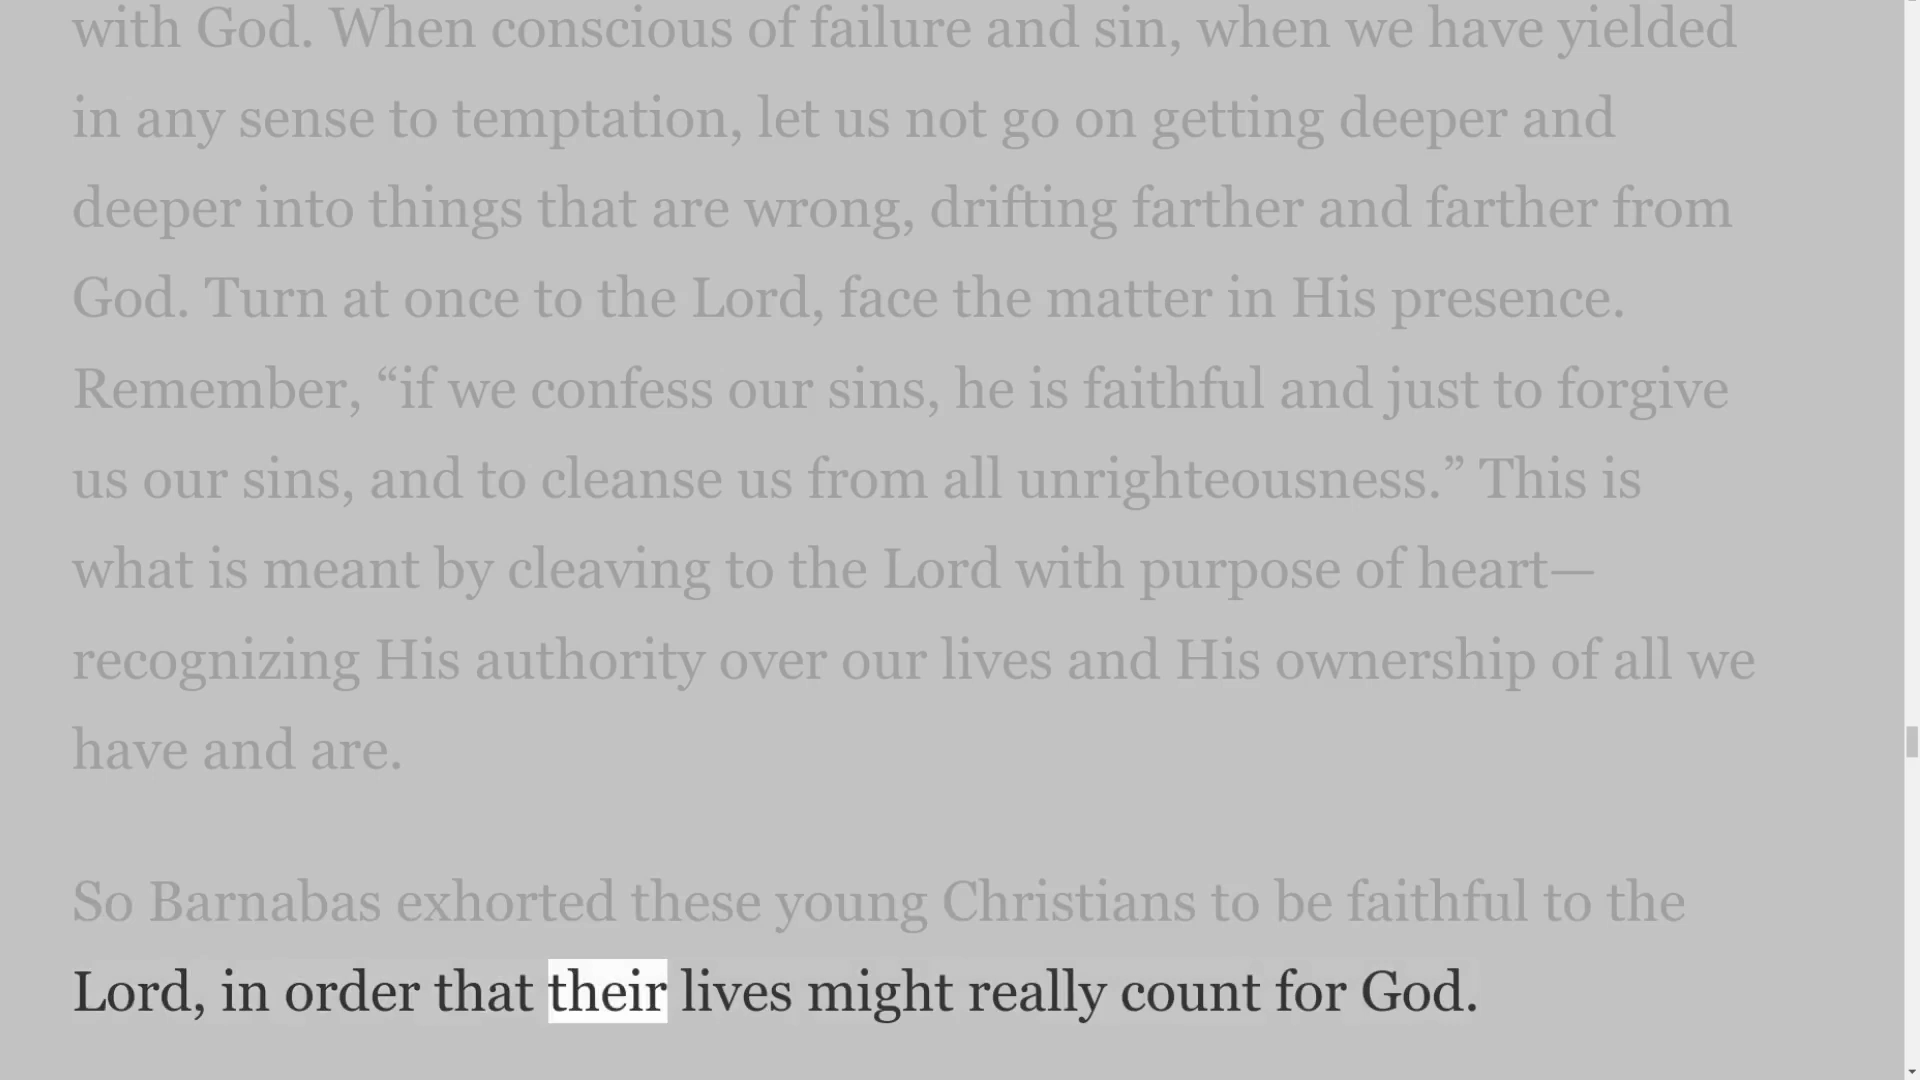 with God. When conscious of failure and sin, when we have yielded
in any sense to temptation, let us not go on getting deeper and
deeper into things that are wrong, drifting farther and farther from
God. Turn at once to the Lord, face the matter in His presence.
Remember, “if we confess our sins, he is faithful and just to forgive
us our sins, and to cleanse us from all unrighteousness.” This is
what is meant by cleaving to the Lord with purpose of heart—
recognizing His authority over our lives and His ownership of all we
have and are.
So Barnabas exhorted these young Christians to be faithful to the
Lord, in order that their lives might really count for God.